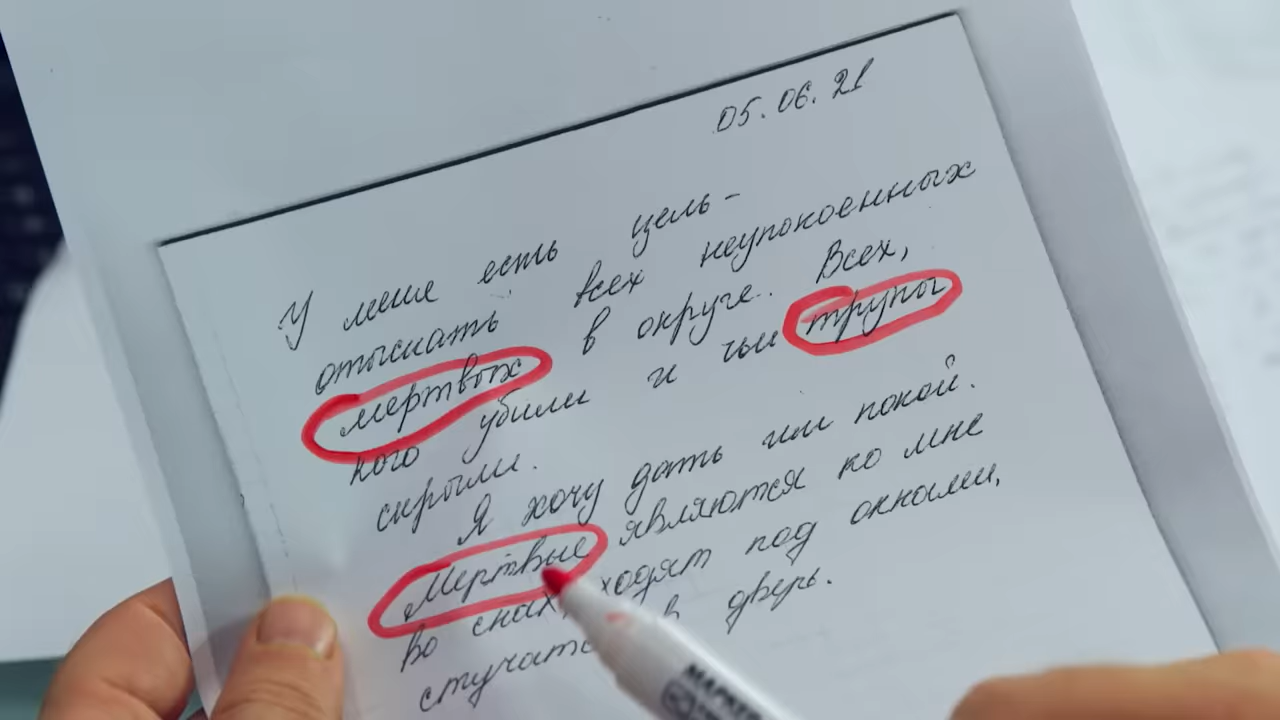 05.06.21
У меня есть цель -
отыскать всех неупокоенных
мертвых в округе. Всех,
кого убили и чьи трупы
скрыли.
Я хочу дать им покой.
Мертвые являются ко мне
во снах, ходят под окнами,
в дверь.
МАРКЕР